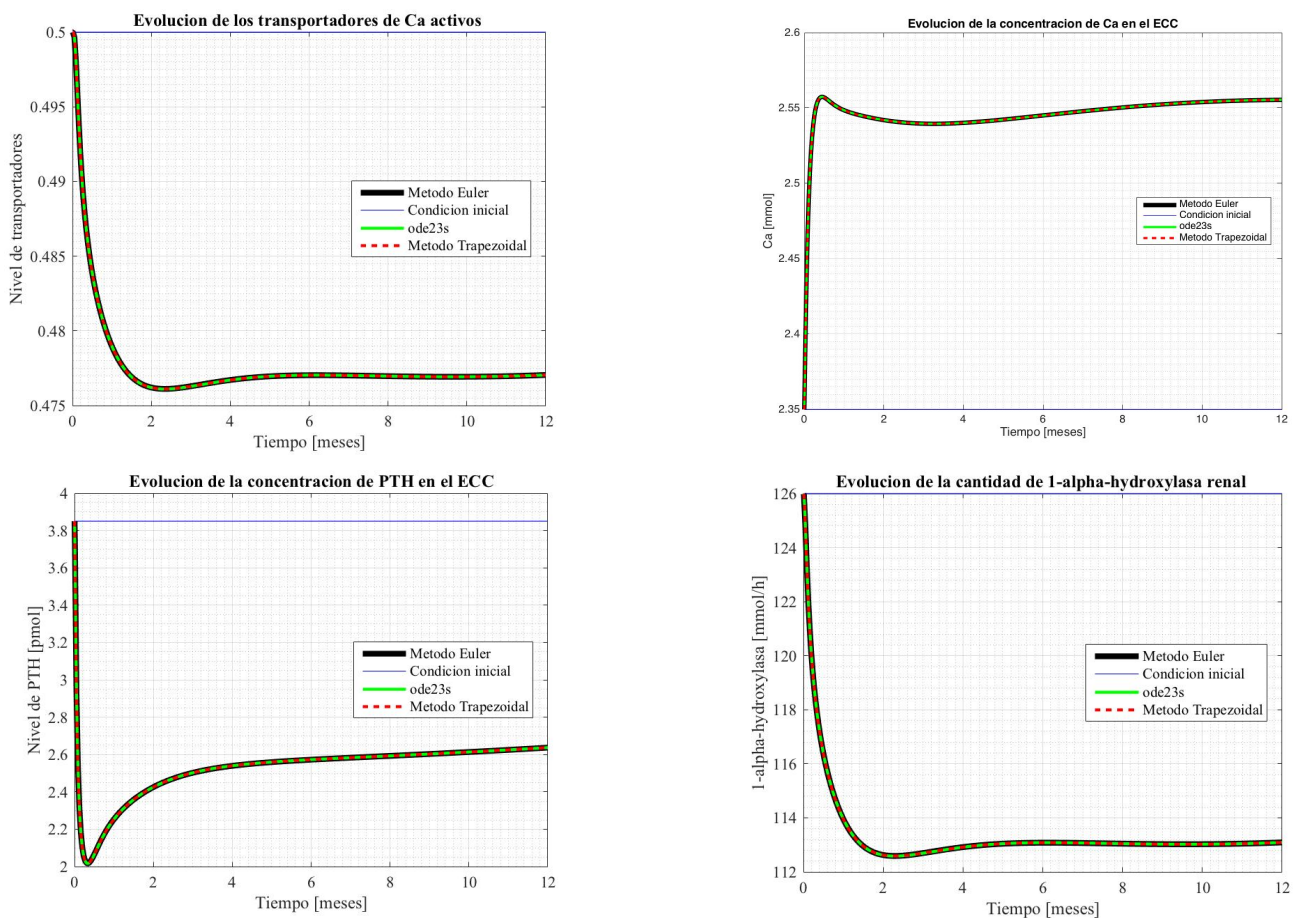 Evolucion de los transportadores de Ca activos
0.5
0.495
0.49
0.485
0.48
0.475
Nivel de transportadores
Metodo Euler
Condicion inicial
ode23s
Metodo Trapezoidal
0 2 4 6 8 10 12
Tiempo [meses]
Evolucion de la concentracion de Ca en el ECC
2.6
2.55
2.5
2.45
2.4
2.35
Ca [mmol]
Metodo Euler
Condicion inicial
ode23s
Metodo Trapezoidal
0 2 4 6 8 10 12
Tiempo [meses]
Evolucion de la concentracion de PTH en el ECC
4
3.8
3.6
3.4
3.2
3
2.8
2.6
2.4
2.2
2
Nivel de PTH [pmol]
Metodo Euler
Condicion inicial
ode23s
Metodo Trapezoidal
0 2 4 6 8 10 12
Tiempo [meses]
Evolucion de la cantidad de 1-alpha-hydroxylasa renal
126
124
122
120
118
116
114
112
1-alpha-hydroxylasa [mmol/h]
Metodo Euler
Condicion inicial
ode23s
Metodo Trapezoidal
0 2 4 6 8 10 12
Tiempo [meses]